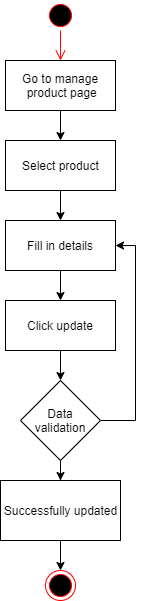 Go to manage
product page
Select product
Fill in details
Click update
Data
validation
Successfully updated